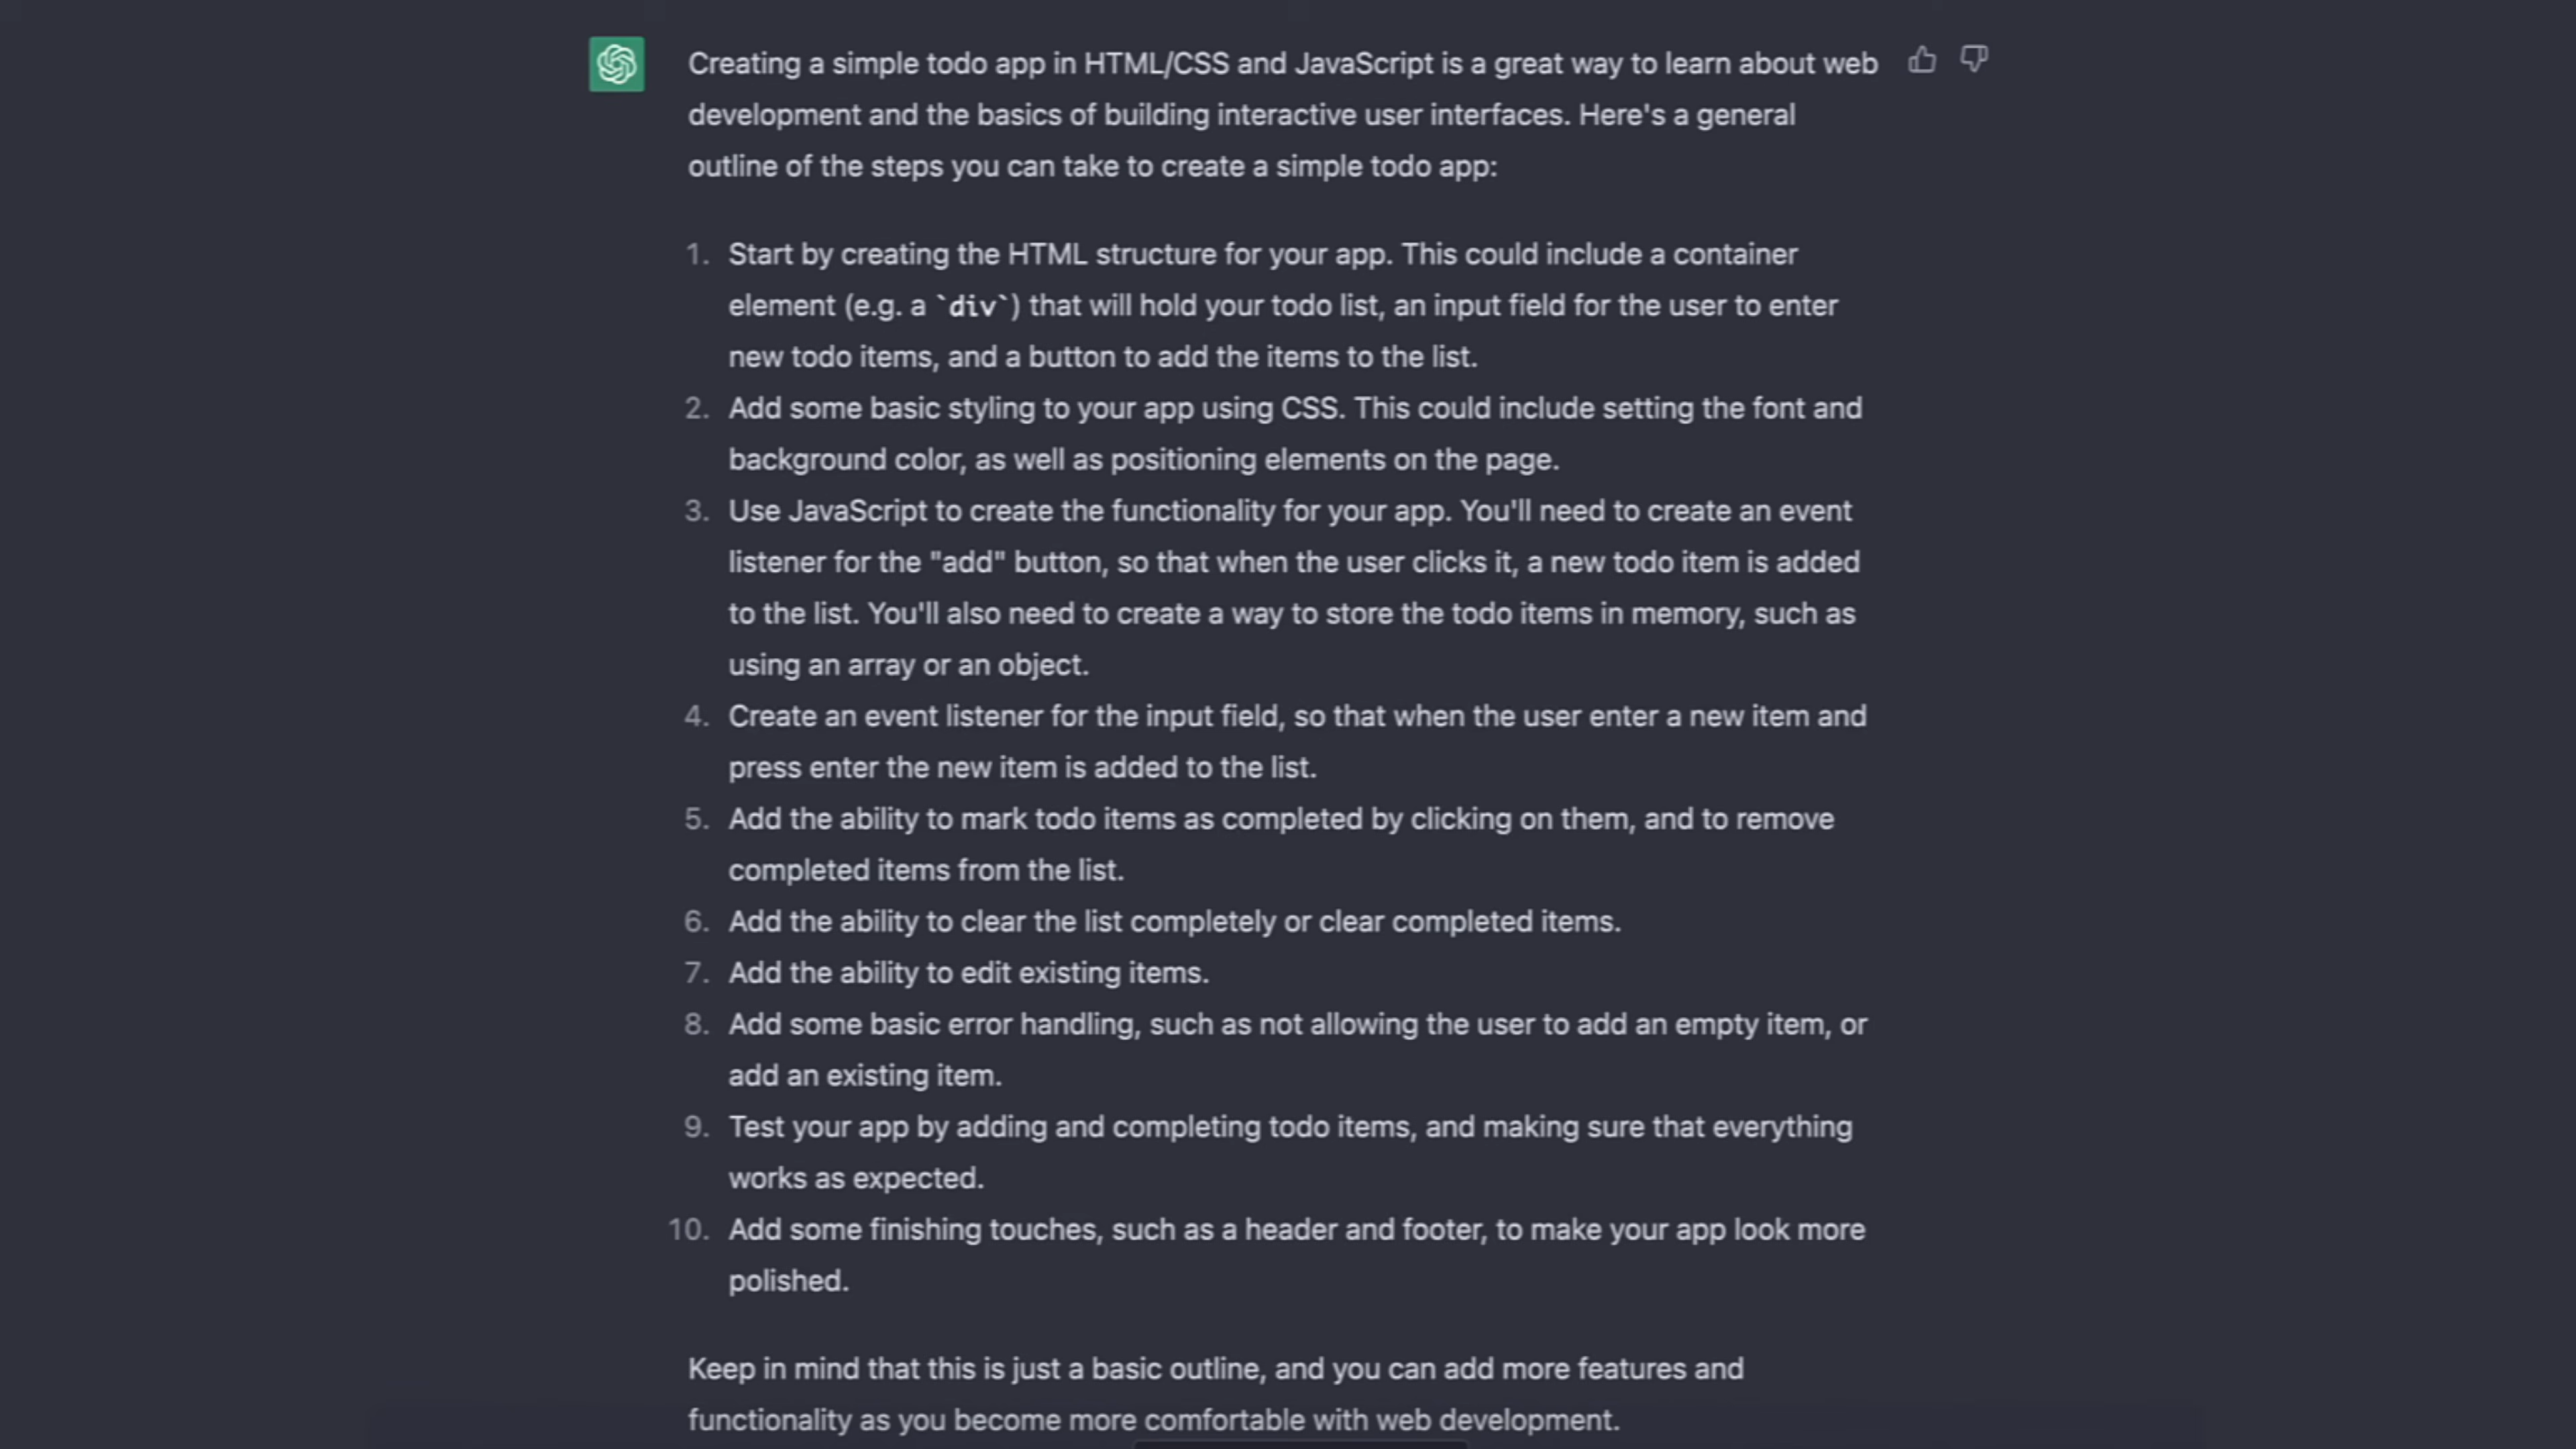 Creating a simple todo app in HTML/CSS and JavaScript is a great way to learn about web
development and the basics of building interactive user interfaces. Here's a general
outline of the steps you can take to create a simple todo app:
1. Start by creating the HTML structure for your app. This could include a container
element (e.g. a `div`) that will hold your todo list, an input field for the user to enter
new todo items, and a button to add the items to the list.
2. Add some basic styling to your app using CSS. This could include setting the font and
background color, as well as positioning elements on the page.
3. Use JavaScript to create the functionality for your app. You'll need to create an event
listener for the "add" button, so that when the user clicks it, a new todo item is added
to the list. You'll also need to create a way to store the todo items in memory, such as
using an array or an object.
4. Create an event listener for the input field, so that when the user enter a new item and
press enter the new item is added to the list.
5. Add the ability to mark todo items as completed by clicking on them, and to remove
completed items from the list.
6. Add the ability to clear the list completely or clear completed items.
7. Add the ability to edit existing items.
8. Add some basic error handling, such as not allowing the user to add an empty item, or
add an existing item.
9. Test your app by adding and completing todo items, and making sure that everything
works as expected.
10. Add some finishing touches, such as a header and footer, to make your app look more
polished.
Keep in mind that this is just a basic outline, and you can add more features and
functionality as you become more comfortable with web development.